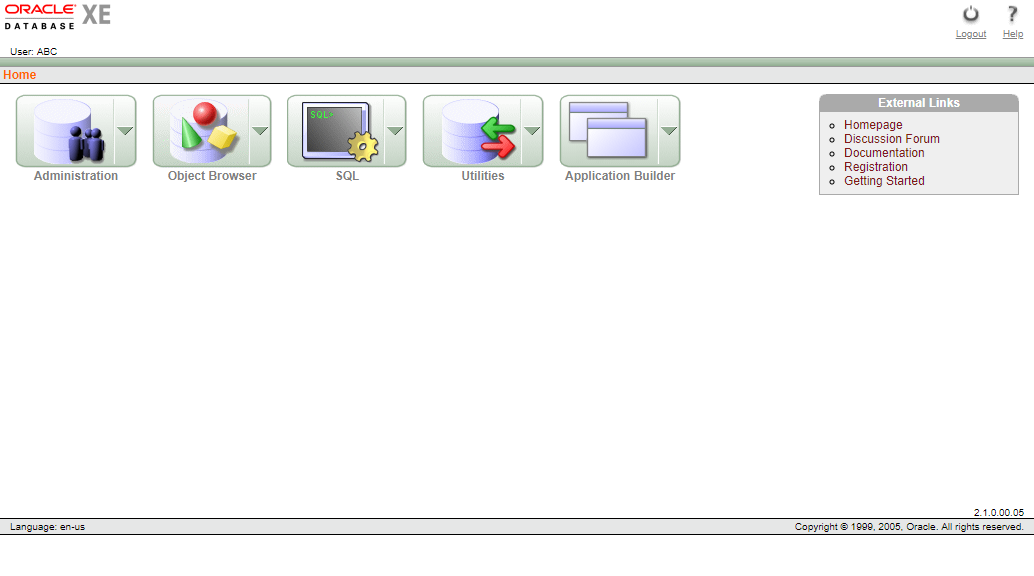 ORACLE XE
DATABASE
Logout Help
User: ABC
Home
SQL>
Administration
Object Browser
SQL
Utilities
Application Builder
External Links
Homepage
Discussion Forum
Documentation
Registration
Getting Started
2.1.0.00.05
Language: en-us
Copyright © 1999, 2005, Oracle. All rights reserved.